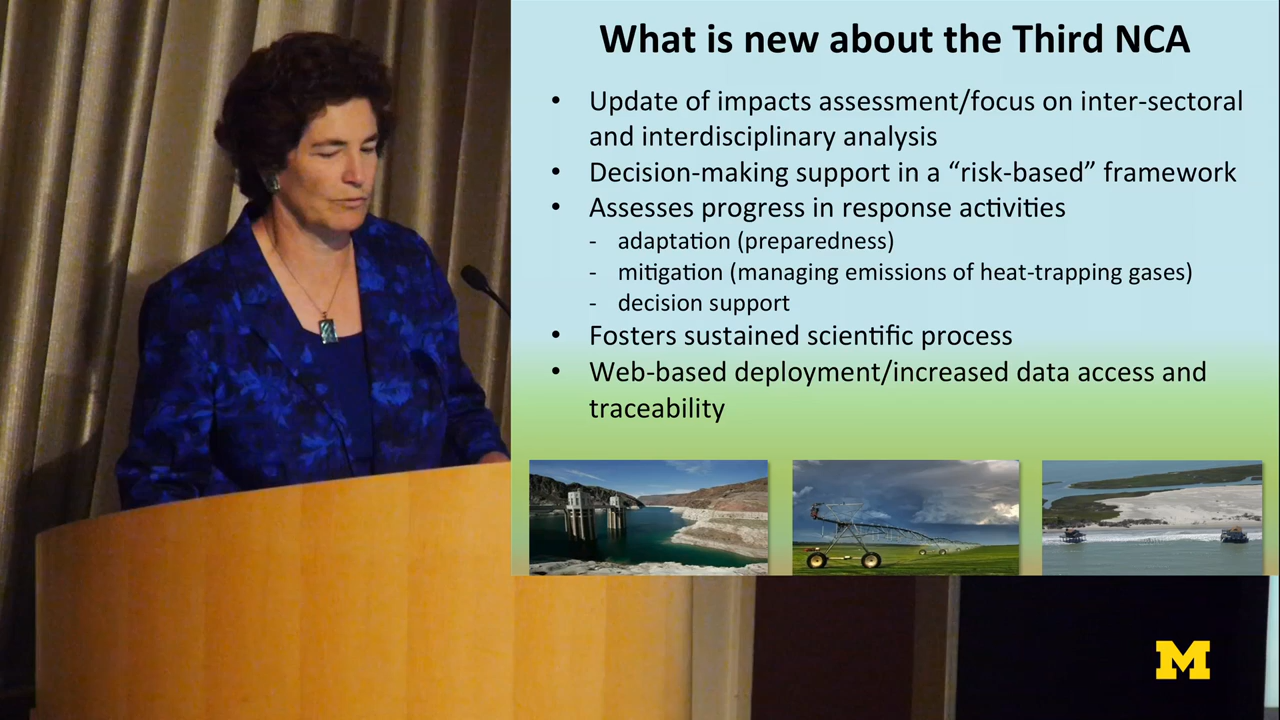 What is new about the Third NCA
• Update of impacts assessment/focus on inter-sectoral
and interdisciplinary analysis
• Decision-making support in a “risk-based” framework
• Assesses progress in response activities
- adaptation (preparedness)
- mitigation (managing emissions of heat-trapping gases)
- decision support
• Fosters sustained scientific process
• Web-based deployment/increased data access and
traceability
M